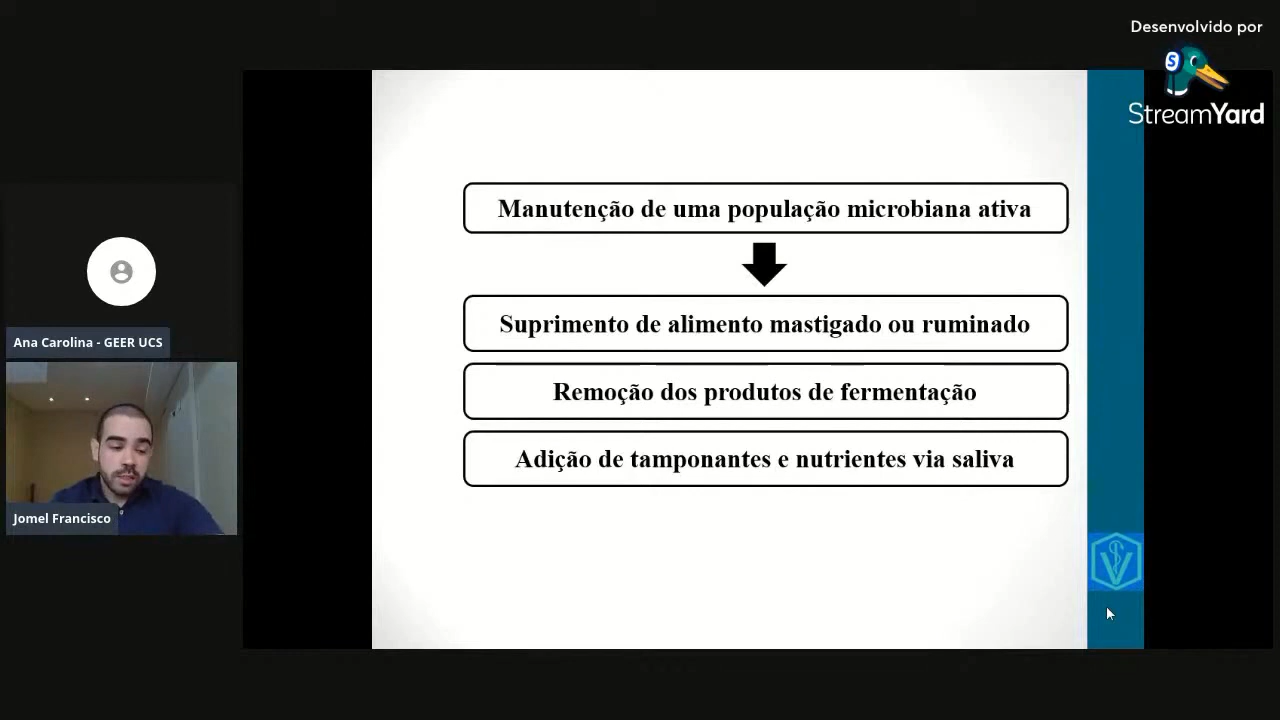 Desenvolvido por
StreamYard
Manutenção de uma população microbiana ativa
Suprimento de alimento mastigado ou ruminado
Remoção dos produtos de fermentação
Adição de tamponantes e nutrientes via saliva
Ana Carolina - GEER UCS
Jomel Francisco